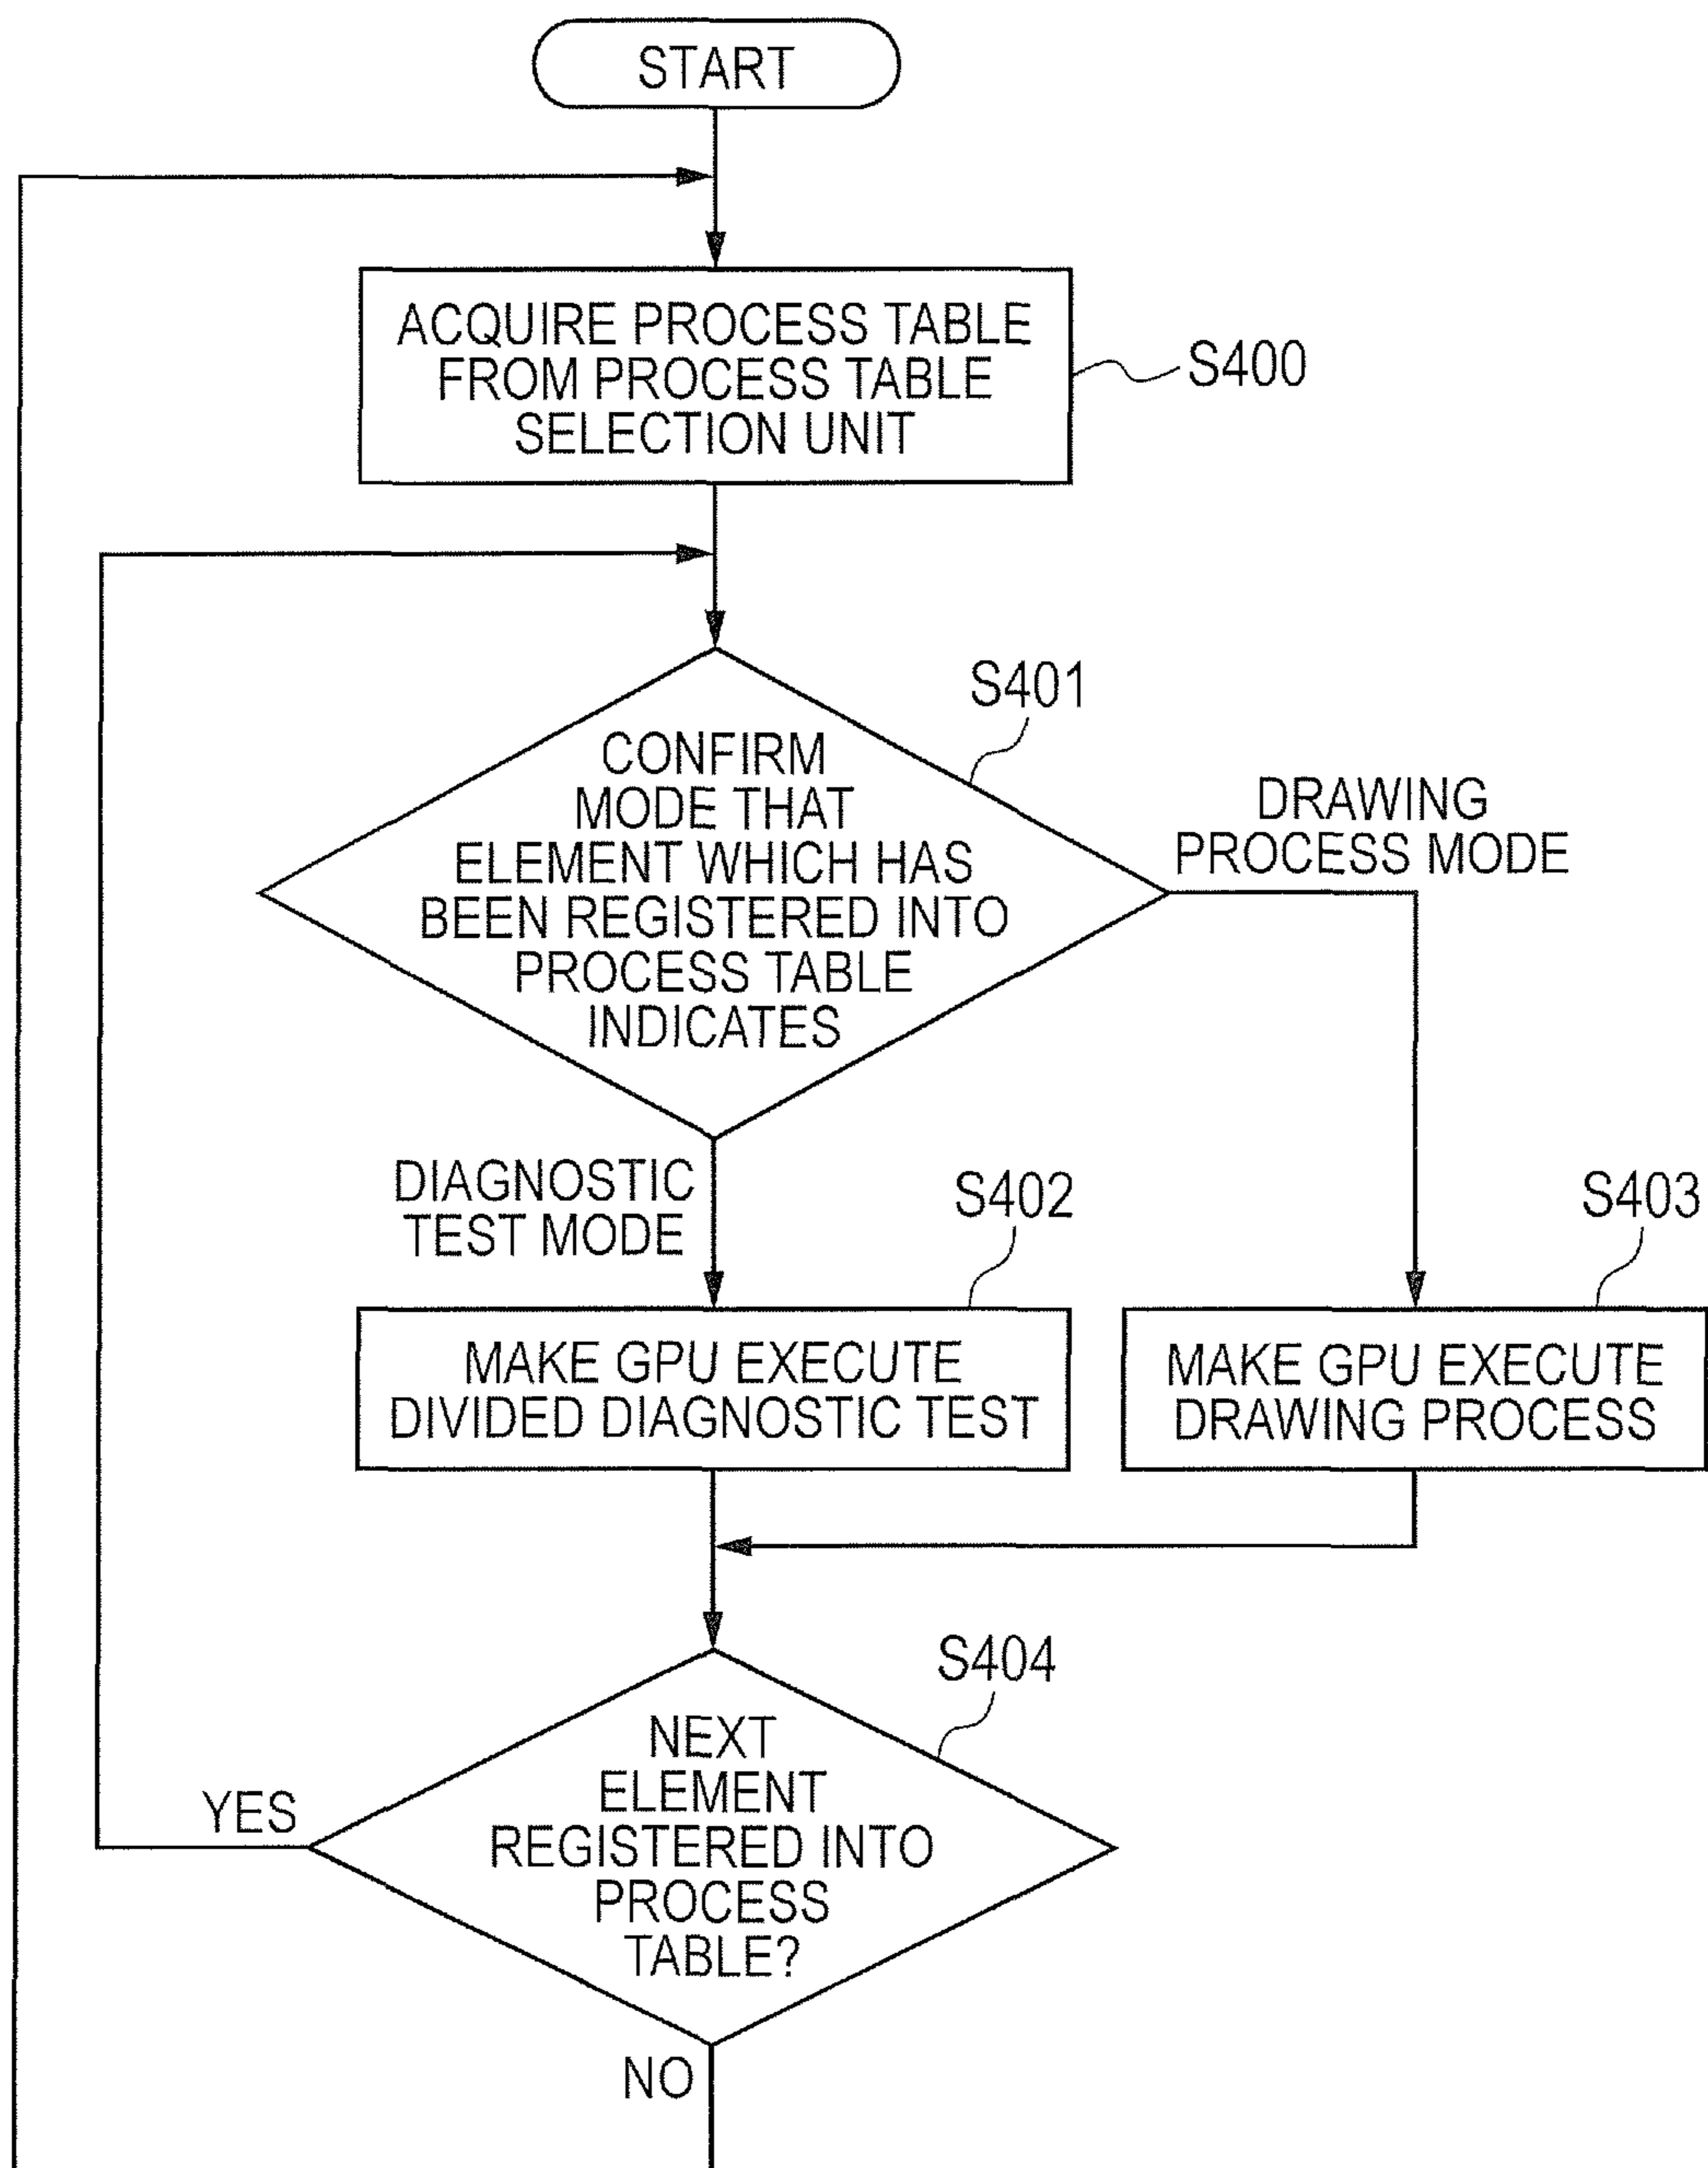 START
ACQUIRE PROCESS TABLE
FROM PROCESS TABLE
SELECTION UNIT
S400
S401
CONFIRM
MODE THAT
ELEMENT WHICH HAS
BEEN REGISTERED INTO
PROCESS TABLE
INDICATES
DRAWING
PROCESS MODE
DIAGNOSTIC
TEST MODE
S402
S403
MAKE GPU EXECUTE
DIVIDED DIAGNOSTIC TEST
MAKE GPU EXECUTE
DRAWING PROCESS
S404
NEXT
ELEMENT
REGISTERED INTO
PROCESS
TABLE?
YES
NO